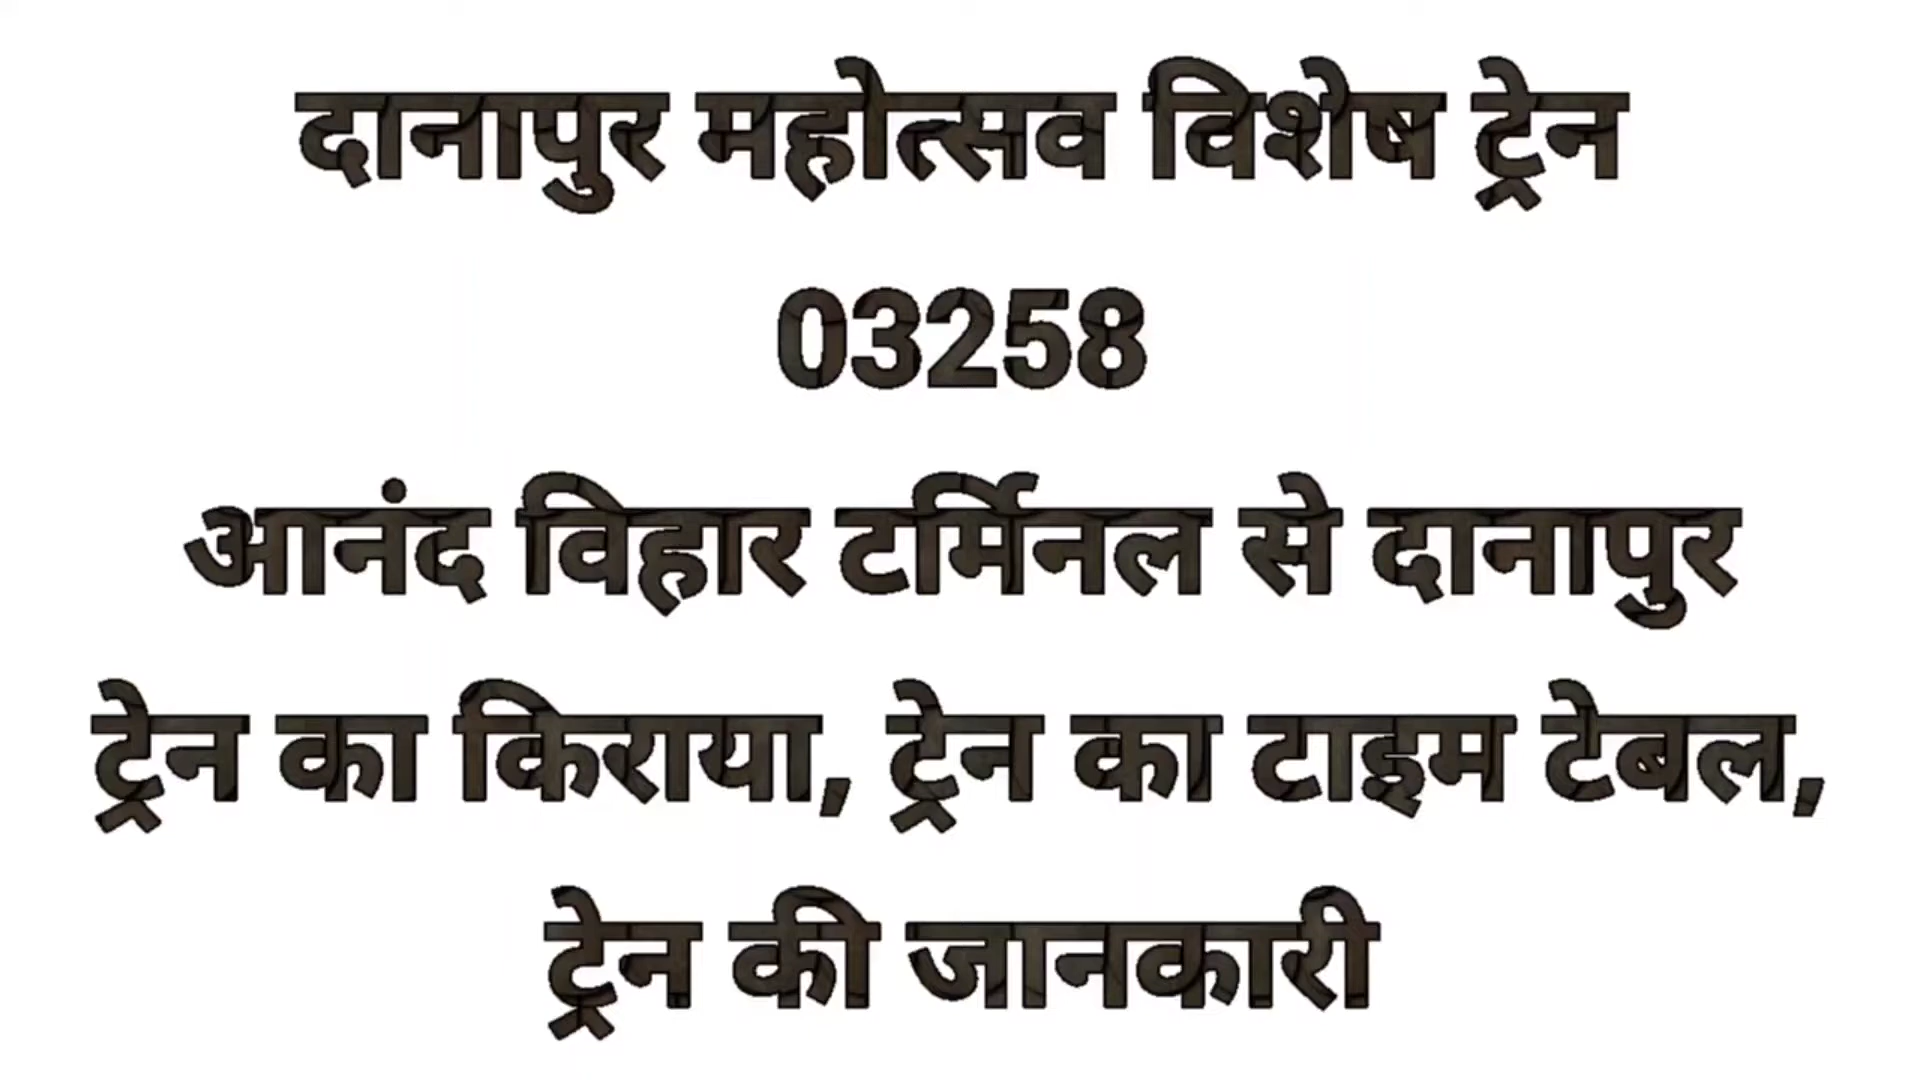 दानापुर महोत्सव विशेष ट्रेन
03258
आनंद विहार टर्मिनल से दानापुर
ट्रेन का किराया, ट्रेन का टाइम टेबल,
ट्रेन की जानकारी